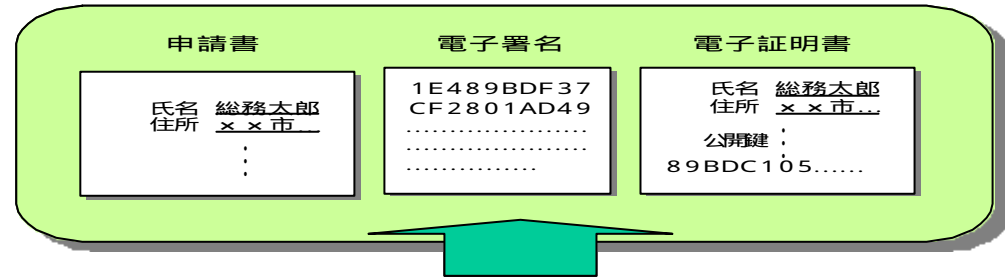 申請書
氏名 総務太郎
住所 ××市...
電子署名
1E489BDF37
CF2801AD49
.....................
.....................
...............
電子証明書
氏名 総務太郎
住所 ××市...
公開鍵
89BDC105......